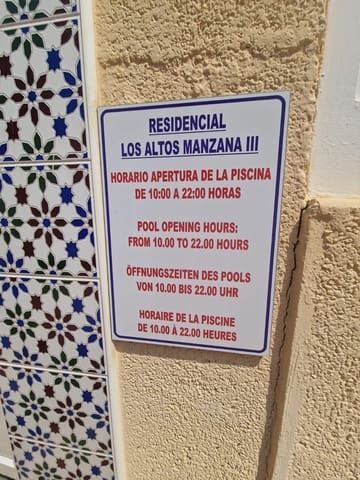 RESIDENCIAL
LOS ALTOS MANZANA III
HORARIO APERTURA DE LA PISCINA
DE 10:00 A 22:00 HORAS
POOL OPENING HOURS:
FROM 10.00 TO 22.00 HOURS
ÖFFNUNGSZEITEN DES POOLS
VON 10.00 BIS 22.00 UHR
HORAIRE DE LA PISCINE
DE 10.00 À 22.00 HEURES